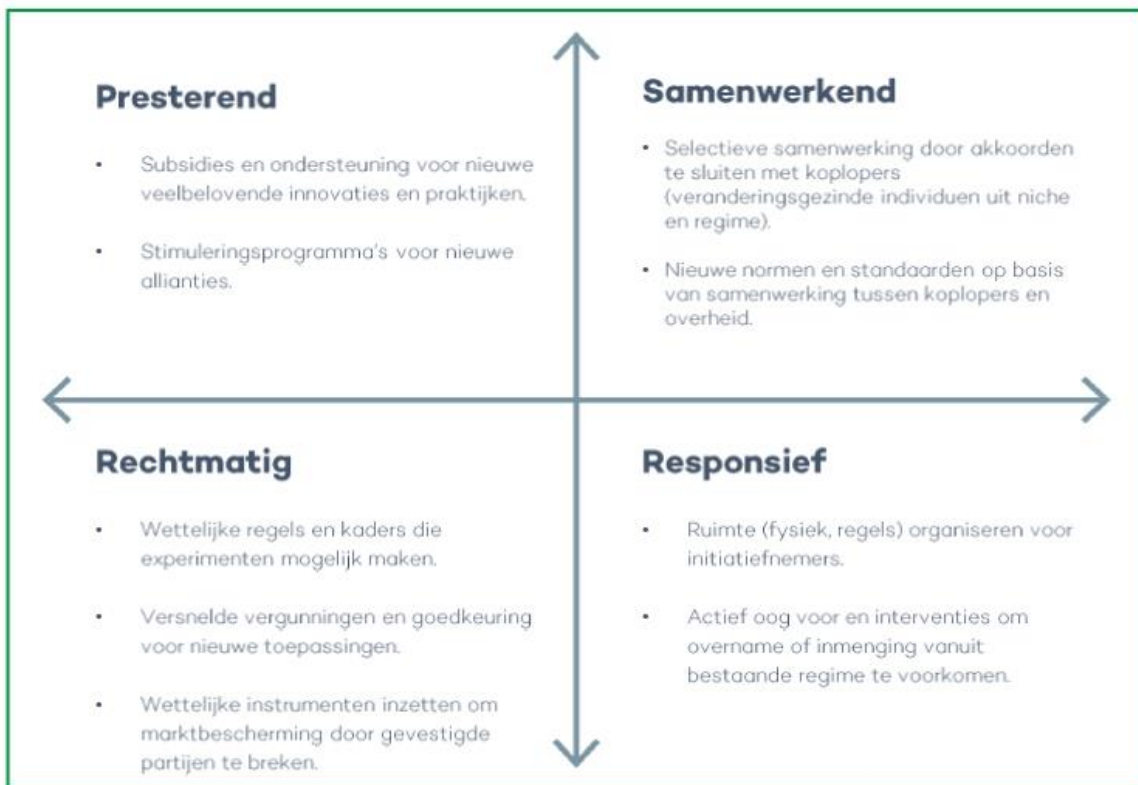 Presterend
• Subsidies en ondersteuning voor nieuwe
veelbelovende innovaties en praktijken.
• Stimuleringsprogramma's voor nieuwe
allianties.
Samenwerkend
• Selectieve samenwerking door akkoorden
te sluiten met koplopers
(veranderingsgezinde individuen uit niche
en regime).
• Nieuwe normen en standaarden op basis
van samenwerking tussen koplopers en
overheid.
Rechtmatig
• Wettelijke regels en kaders die
experimenten mogelijk maken.
• Versnelde vergunningen en goedkeuring
voor nieuwe toepassingen.
• Wettelijke instrumenten inzetten om
marktbescherming door gevestigde
partijen te breken.
Responsief
• Ruimte (fysiek, regels) organiseren voor
initiatiefnemers.
• Actief oog voor en interventies om
overname of inmenging vanuit
bestaande regime te voorkomen.